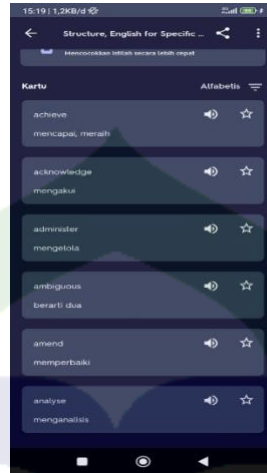 15:19 | 1,2KB/d
Structure, English for Specific ...
Mencocokkan istilah secara lebih cepat
Kartu
Alfabetis
achieve
mencapai, meraih
acknowledge
mengakui
administer
mengelola
ambiguous
berarti dua
amend
memperbaiki
analyse
menganalisis